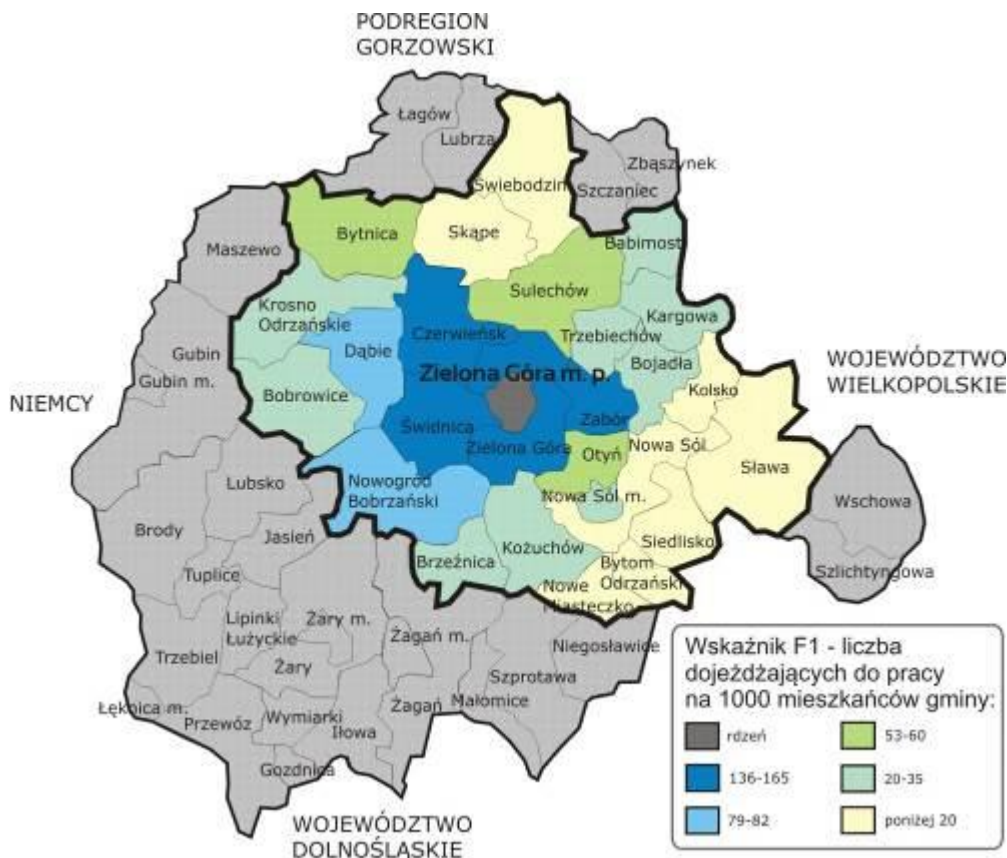 PODREGION
GORZOWSKI
Łagów
Lubrza
Zbąszynek
Świebodzin
Szczaniec
Bytnica
Skąpe
Babimost
Maszewo
Sulechów
Krosno
Odrzańskie
Kargowa
Czerwieńsk
Trzebiechów
Gubin
Dąbie
Bojadła
WOJEWÓDZTWO
WIELKOPOLSKIE
Zielona Góra m. p.
Gubin m.
Kolsko
NIEMCY
Bobrowice
Świdnica
Zabór
Zielona Góra
Otyń
Nowa Sól
Sława
Nowogród
Bobrzański
Lubsko
Nowa Sól m.
Wschowa
Brody
Jasień
Siedlisko
Brzeźnica
Kożuchów
Bytom
Odrzański
Tuplice
Nowe
Miasteczko
Szlichtyngowa
Lipinki
Łużyckie
Żary m.
Żagań m.
Niegosławice
Trzebiel
Żary
Szprotawa
Łęknica m.
Przewóz
Wymiarki
Iłowa
Żagań
Małomice
Gozdnica
WOJEWÓDZTWO
DOLNOŚLĄSKIE
Wskaźnik F1 - liczba
dojeżdżających do pracy
na 1000 mieszkańców gminy:
rdzeń
53-60
136-165
20-35
79-82
poniżej 20